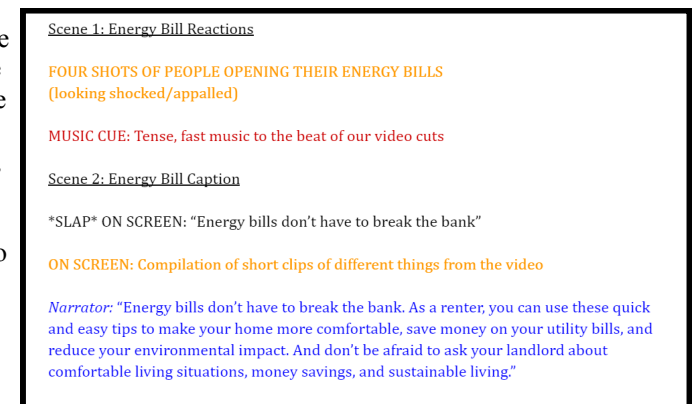 Scene 1: Energy Bill Reactions
FOUR SHOTS OF PEOPLE OPENING THEIR ENERGY BILLS
(looking shocked/appalled)
MUSIC CUE: Tense, fast music to the beat of our video cuts
Scene 2: Energy Bill Caption
*SLAP* ON SCREEN: “Energy bills don’t have to break the bank”
ON SCREEN: Compilation of short clips of different things from the video
Narrator: “Energy bills don’t have to break the bank. As a renter, you can use these quick
and easy tips to make your home more comfortable, save money on your utility bills, and
reduce your environmental impact. And don’t be afraid to ask your landlord about
comfortable living situations, money savings, and sustainable living.”